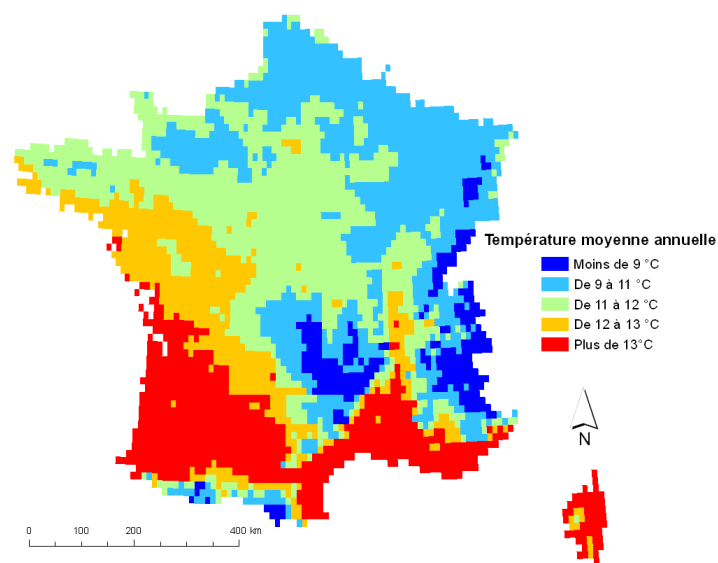 Température moyenne annuelle
Moins de 9 °C
De 9 à 11 °C
De 11 à 12 °C
De 12 à 13 °C
Plus de 13°C
N
0 100 200 400 km